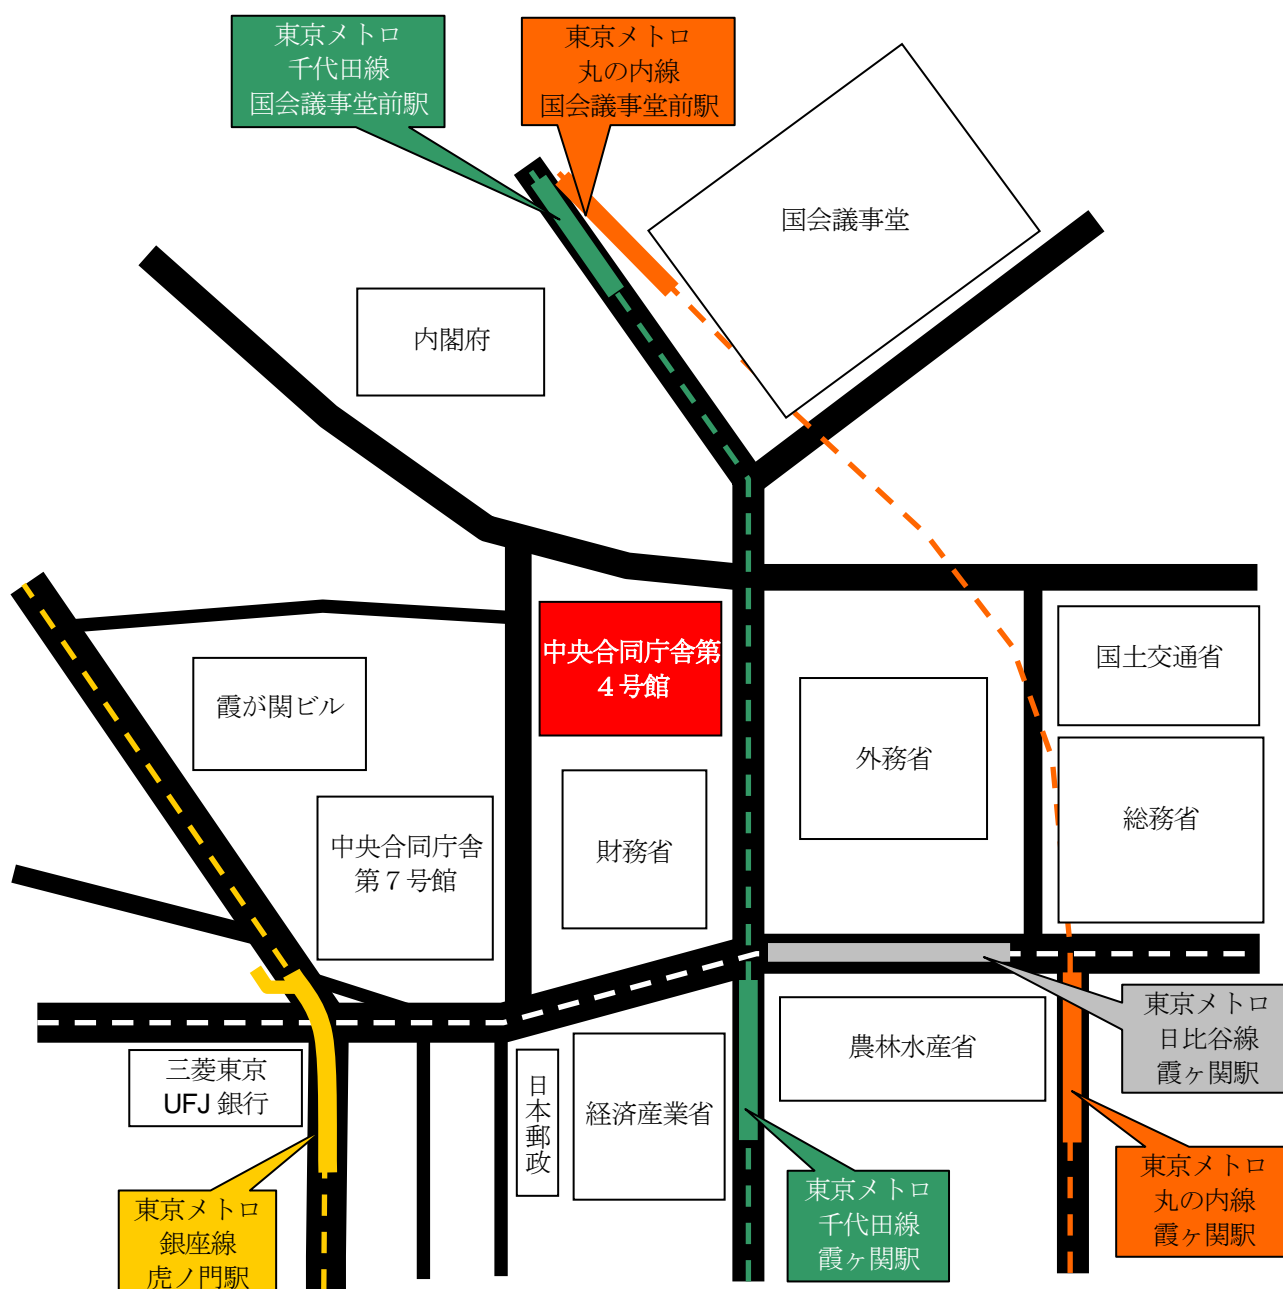 東京メトロ
千代田線
国会議事堂前駅
東京メトロ
丸の内線
国会議事堂前駅
国会議事堂
内閣府
中央合同庁舎第
４号館
国土交通省
霞が関ビル
外務省
総務省
中央合同庁舎
第７号館
財務省
東京メトロ
日比谷線
霞ヶ関駅
農林水産省
三菱東京
UFJ 銀行
日本郵政
経済産業省
東京メトロ
丸の内線
霞ヶ関駅
東京メトロ
千代田線
霞ヶ関駅
東京メトロ
銀座線
虎ノ門駅